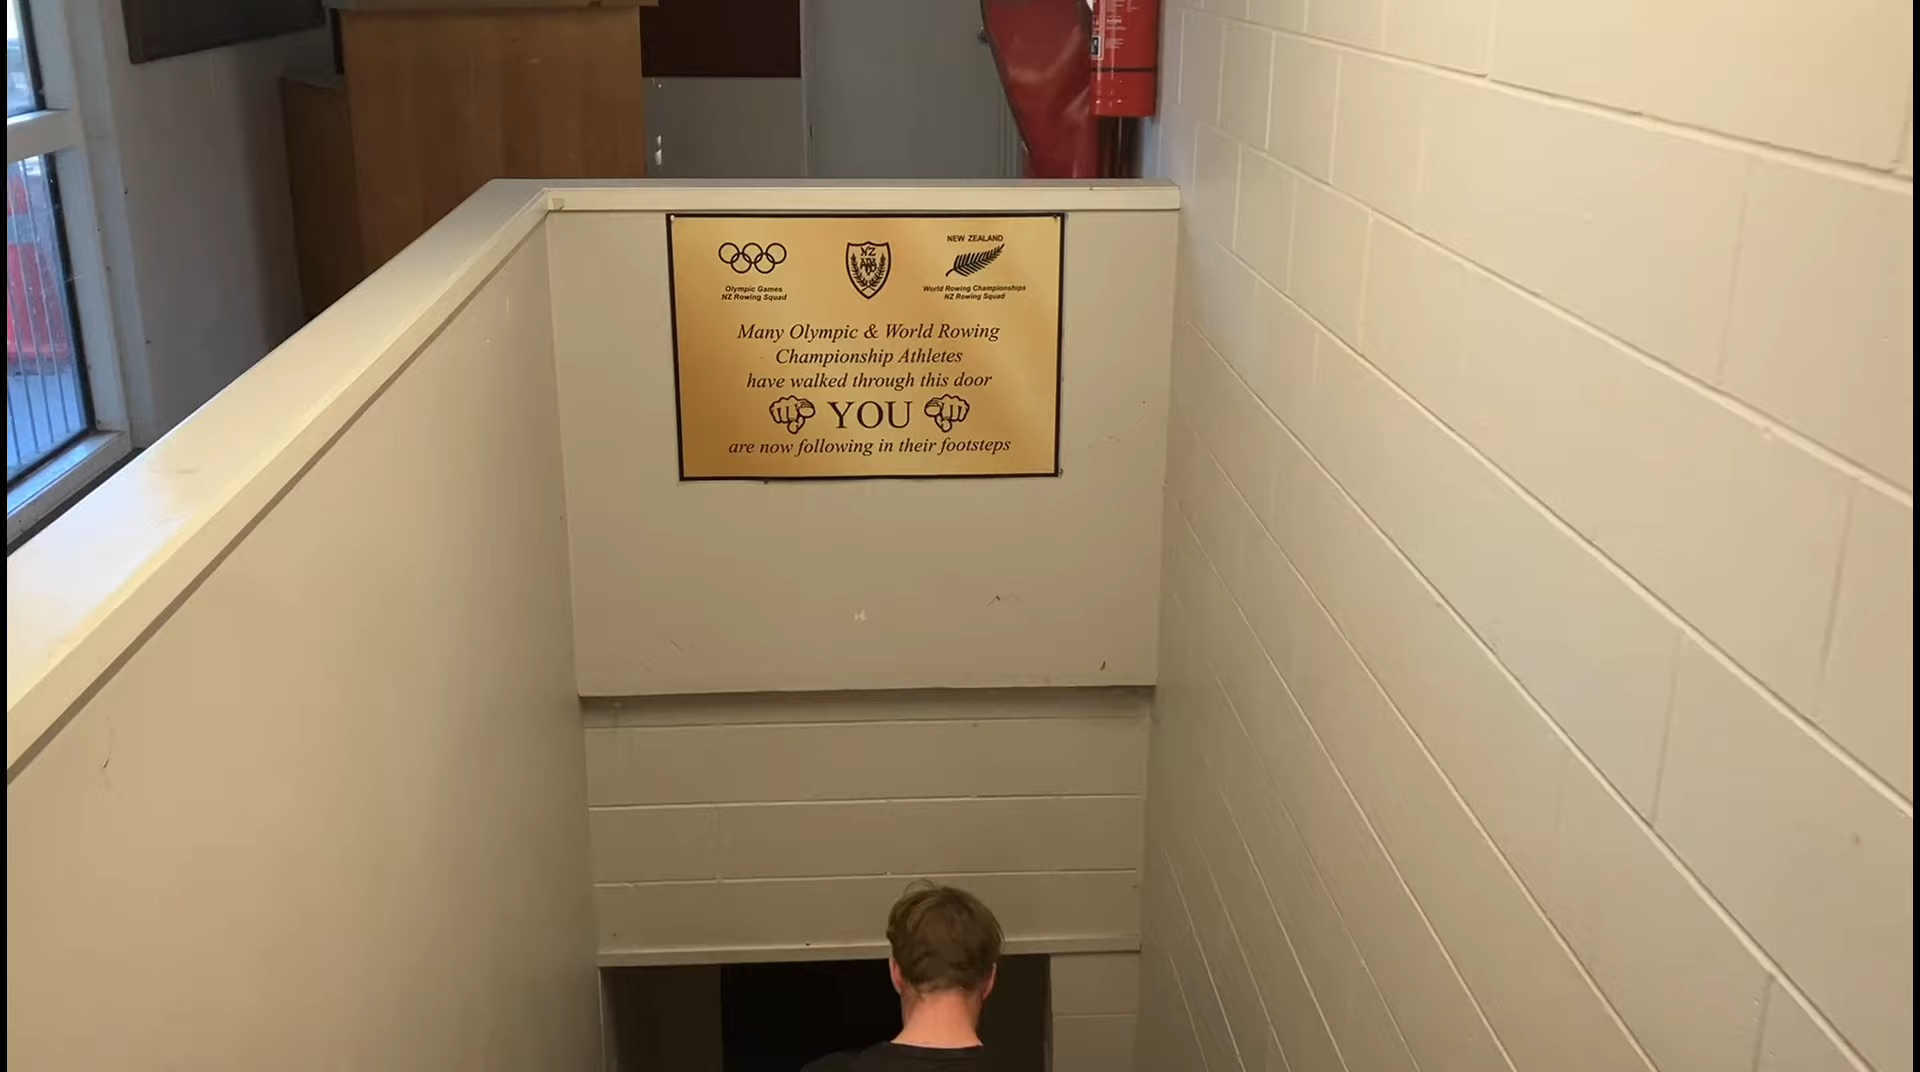 NEW ZEALAND
Olympic Games
NZ Rowing Squad
NZ
World Rowing Championships
NZ Rowing Squad
Many Olympic & World Rowing
Championship Athletes
have walked through this door
YOU
are now following in their footsteps